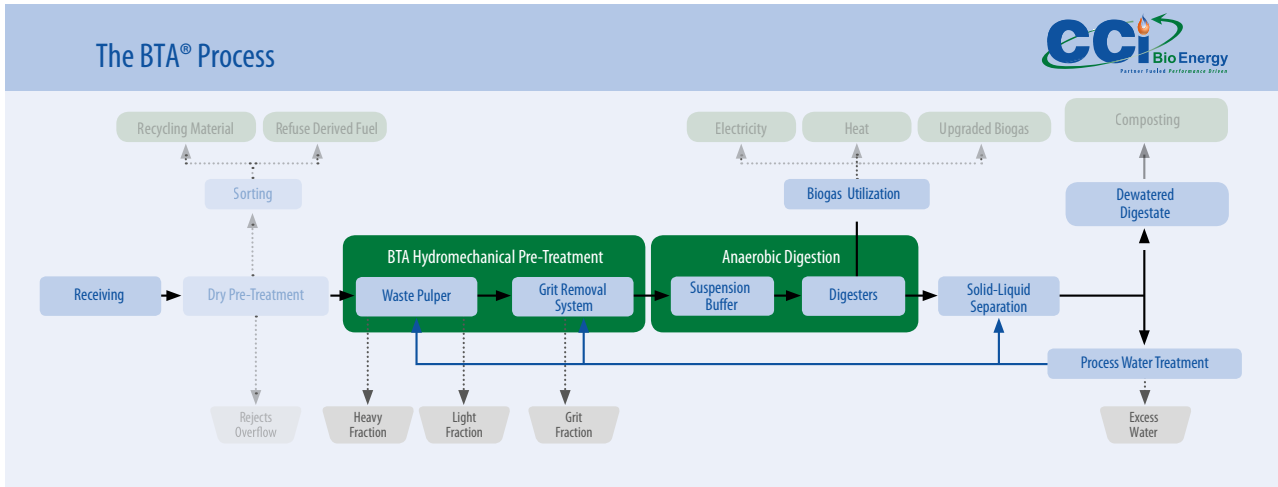 The BTA® Process
CCi
BioEnergy
Partner Fueled Performance Driven
Recycling Material
Refuse Derived Fuel
Electricity
Heat
Upgraded Biogas
Composting
Sorting
Biogas Utilization
Dewatered
Digestate
BTA Hydromechanical Pre-Treatment
Anaerobic Digestion
Receiving
Dry Pre-Treatment
Waste Pulper
Grit Removal
System
Suspension
Buffer
Digesters
Solid-Liquid
Separation
Process Water Treatment
Rejects
Overflow
Heavy
Fraction
Light
Fraction
Grit
Fraction
Excess
Water